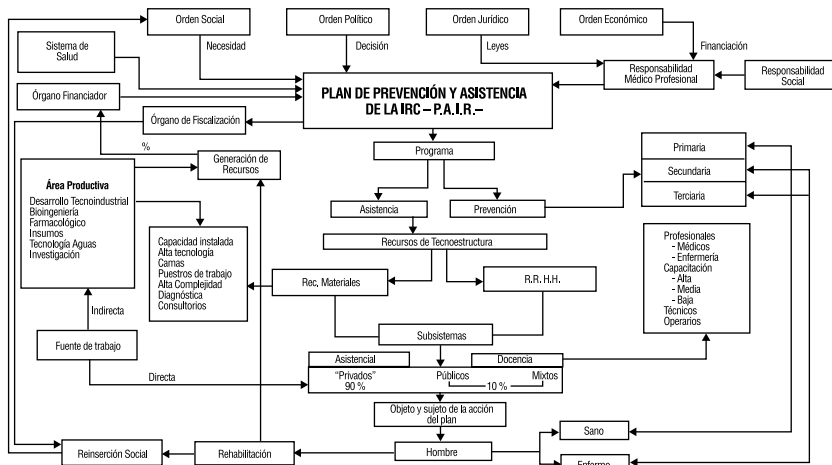 Orden Social
Orden Político
Orden Jurídico
Orden Económico
Necesidad
Decisión
Leyes
Financiación
Sistema de
Salud
Responsabilidad
Médico Profesional
Responsabilidad
Social
Órgano Financiador
PLAN DE PREVENCIÓN Y ASISTENCIA
DE LA IRC – P.A.I.R.–
Órgano de Fiscalización
%
Generación de
Recursos
Programa
Primaria
Secundaria
Terciaria
Área Productiva
Desarrollo Tecnoindustrial
Bioingeniería
Farmacológico
Insumos
Tecnología Aguas
Investigación
Asistencia
Prevención
Recursos de Tecnoestructura
Capacidad instalada
Alta tecnología
Camas
Puestros de trabajo
Alta Complejidad
Diagnóstica
Consultorios
Rec, Materiales
R.R. H.H.
Profesionales
- Médicos
- Enfermería
Capacitación
- Alta
- Media
- Baja
Técnicos
Operarios
Indirecta
Fuente de trabajo
Subsistemas
Asistencial
Docencia
Directa
"Privados"
90 %
Públicos
Mixtos
10 %
Objeto y sujeto de la acción
del plan
Reinserción Social
Rehabilitación
Hombre
Sano
Enfermo